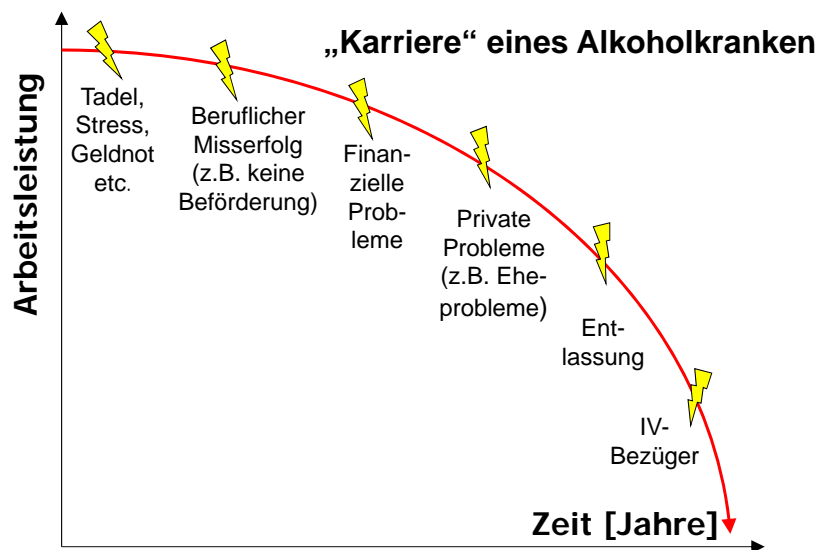 „Karriere“ eines Alkoholkranken
Arbeitsleistung
Tadel,
Stress,
Geldnot
etc.
Beruflicher
Misserfolg
(z.B. keine
Beförderung)
Finan-
zielle
Prob-
leme
Private
Probleme
(z.B. Ehe-
probleme)
Ent-
lassung
IV-
Bezüger
Zeit [Jahre]